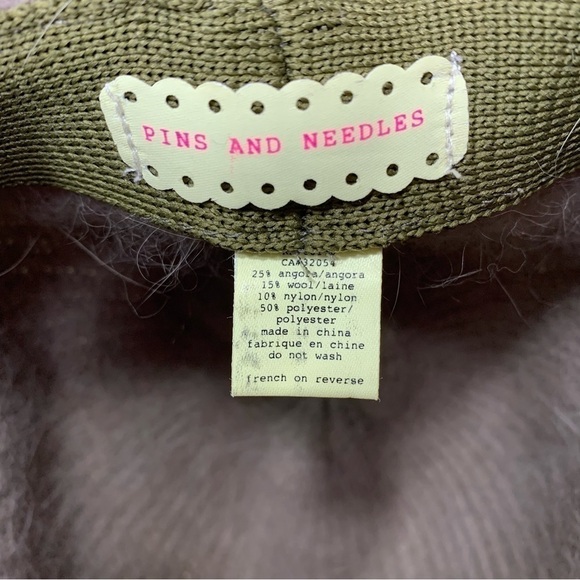 PINS AND NEEDLES
CA#32054
25% angora/angora
15% wool/laine
10% nylon/nylon
50% polyester/
polyester
made in china
fabrique en chine
do not wash
french on reverse